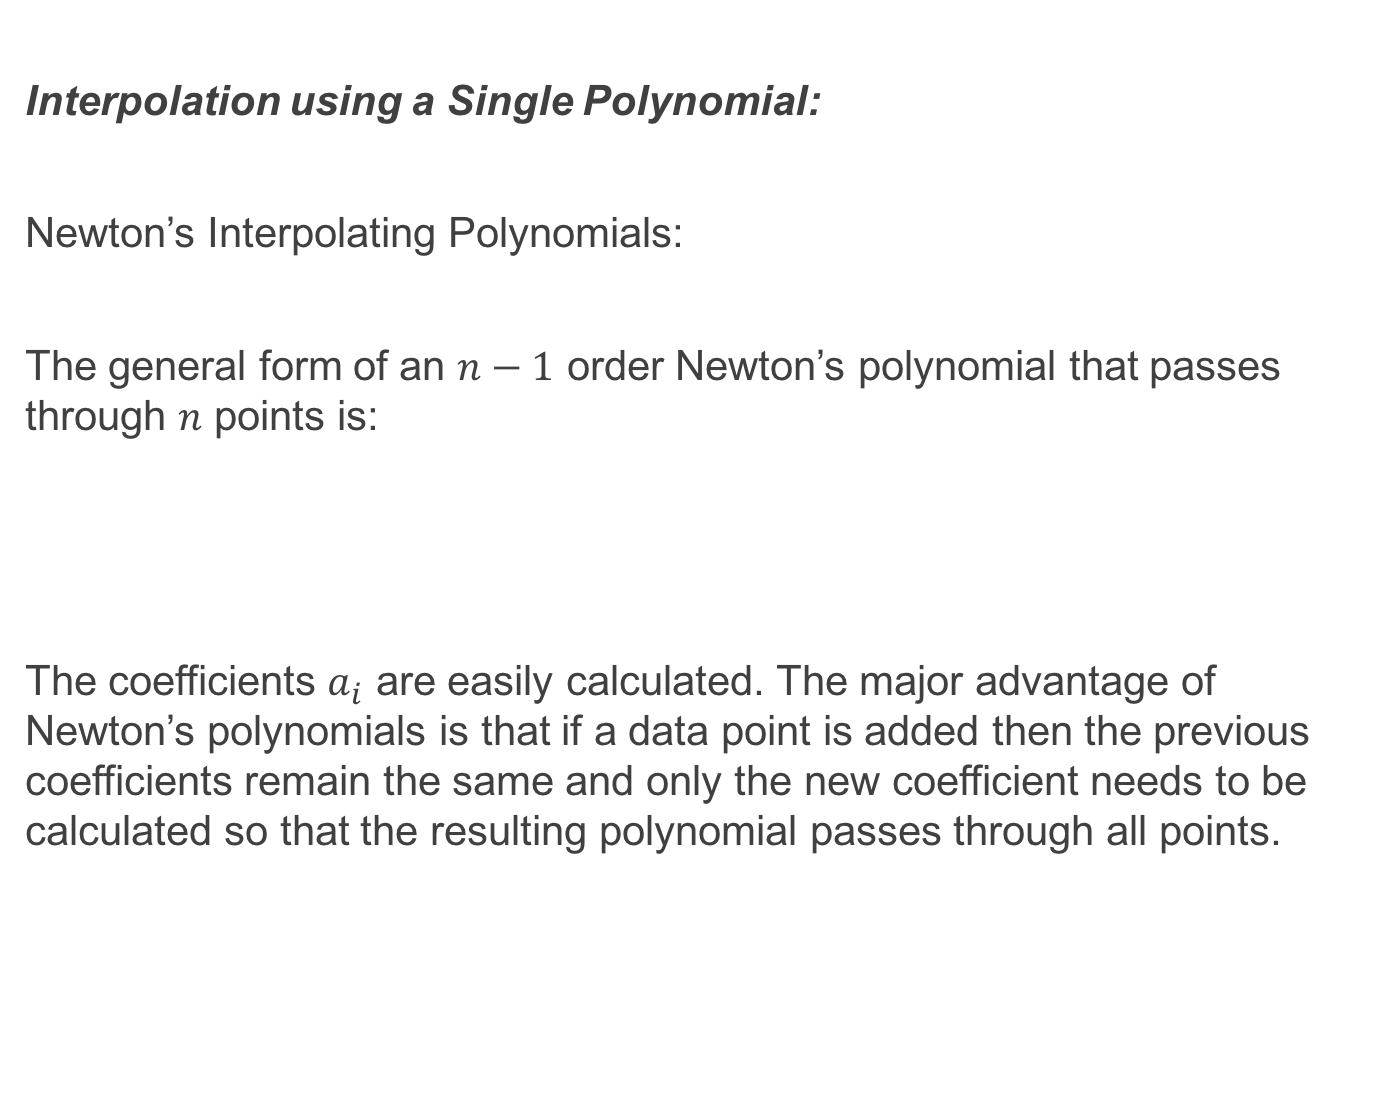 Interpolation using a Single Polynomial:
Newton’s Interpolating Polynomials:
The general form of an n − 1 order Newton’s polynomial that passes
through n points is:
The coefficients aᵢ are easily calculated. The major advantage of
Newton’s polynomials is that if a data point is added then the previous
coefficients remain the same and only the new coefficient needs to be
calculated so that the resulting polynomial passes through all points.